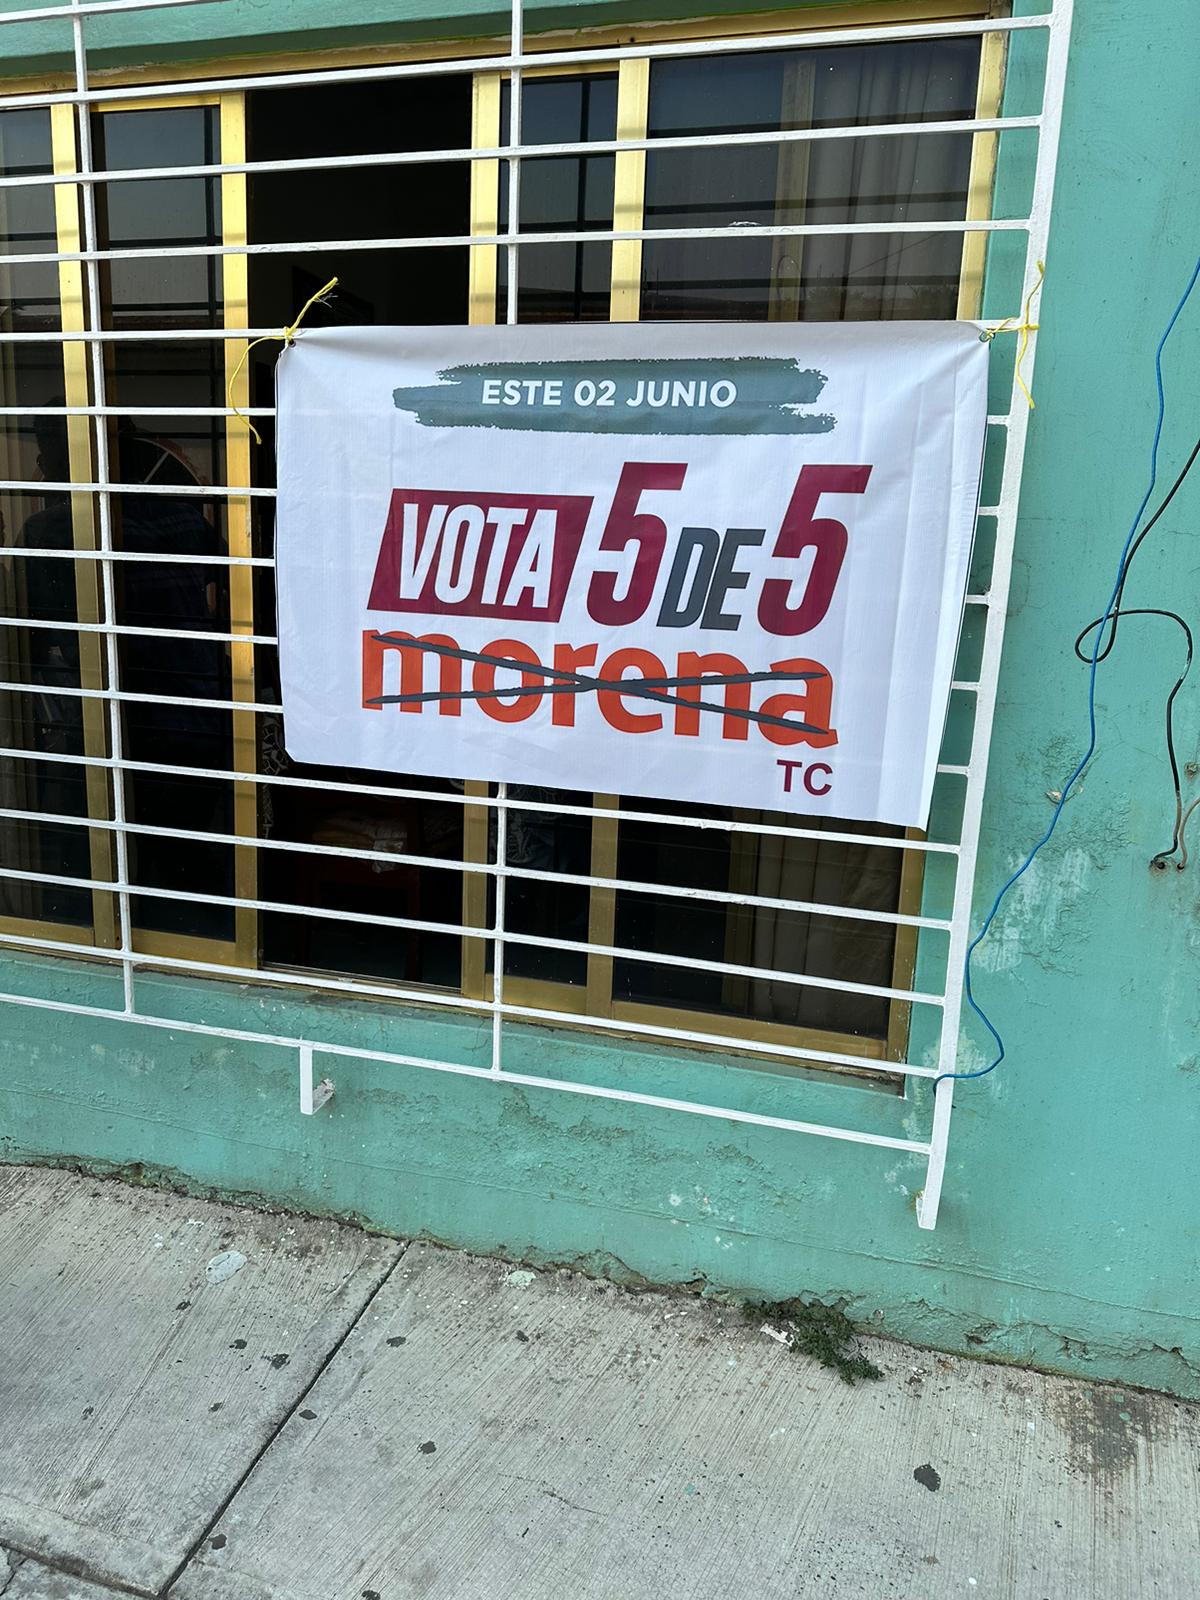 ESTE 02 JUNIO
VOTA 5 DE 5
morena
TC